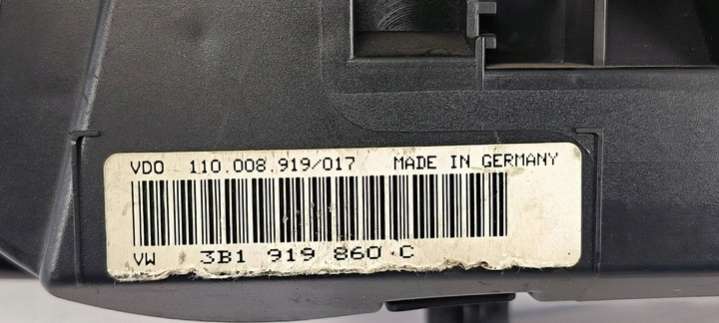 VDO 110.008.919/017 MADE IN GERMANY
VW 3B1 919 860 C